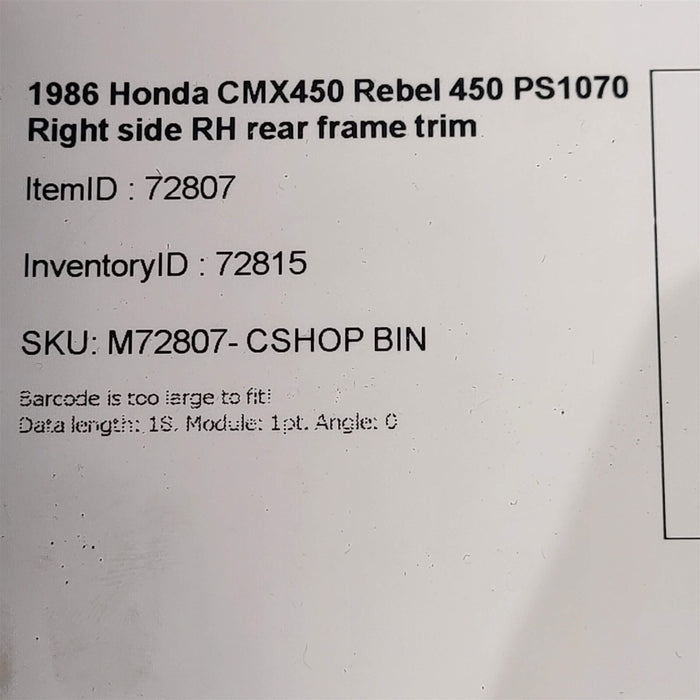 1986 Honda CMX450 Rebel 450 PS1070
Right side RH rear frame trim
ItemID : 72807
InventoryID : 72815
SKU: M72807- CSHOP BIN
Barcode is too large to fit!
Data length: 18. Module: 1pt. Angle: 0